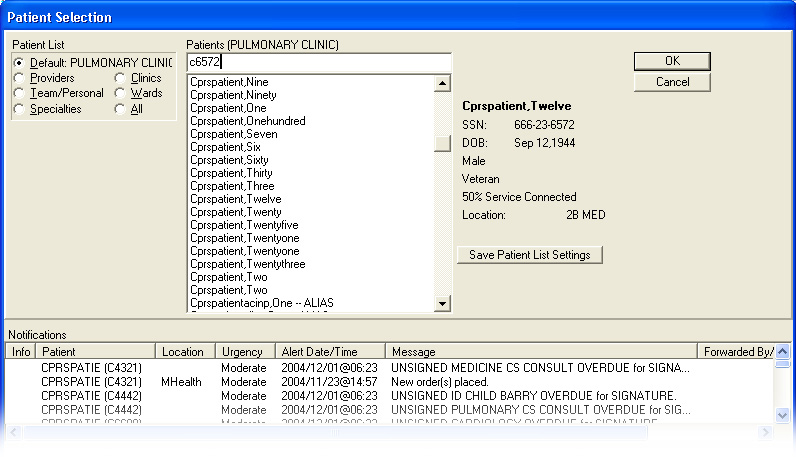 Patient Selection
Patient List
Default: PULMONARY CLINIC
Providers Clinics
Team/Personal Wards
Specialties All
Patients (PULMONARY CLINIC)
c6572
Cprspatient,Nine
Cprspatient,Ninety
Cprspatient,One
Cprspatient,Onehundred
Cprspatient,Seven
Cprspatient,Six
Cprspatient,Sixty
Cprspatient,Thirty
Cprspatient,Three
Cprspatient,Twelve
Cprspatient,Twenty
Cprspatient,Twentyfive
Cprspatient,Twentyone
Cprspatient,Twentyone
Cprspatient,Twentythree
Cprspatient,Two
Cprspatient,Two
Cprspatientacinp,One -- ALIAS
OK
Cancel
Cprspatient,Twelve
SSN: 666-23-6572
DOB: Sep 12,1944
Male
Veteran
50% Service Connected
Location: 2B MED
Save Patient List Settings
Notifications
Info Patient Location Urgency Alert Date/Time Message Forwarded By/
CPRSPATIE (C4321) Moderate 2004/12/01@06:23 UNSIGNED MEDICINE CS CONSULT OVERDUE for SIGNA...
CPRSPATIE (C4321) MHealth Moderate 2004/11/23@14:57 New order(s) placed.
CPRSPATIE (C4442) Moderate 2004/12/01@06:23 UNSIGNED ID CHILD BARRY OVERDUE for SIGNATURE.
CPRSPATIE (C4442) Moderate 2004/12/01@06:23 UNSIGNED PULMONARY CS CONSULT OVERDUE for SIG...
Moderate 2004/12/01@06:23 UNSIGNED CARDIOLOGY OVERDUE for SIGNATURE.